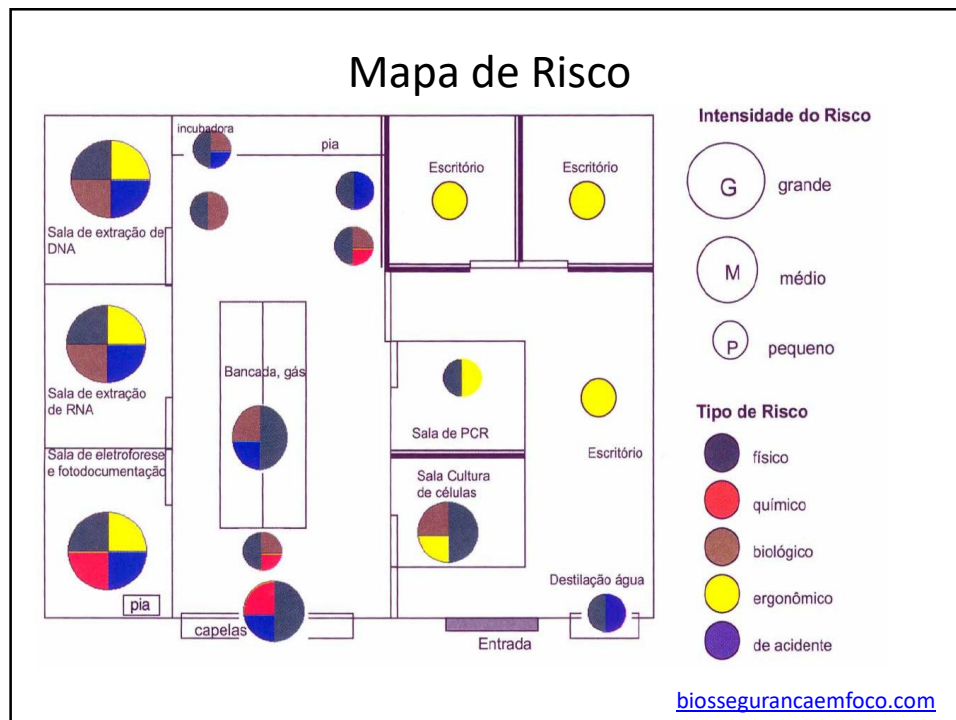 Mapa de Risco
incubadora
pia
Escritório
Escritório
Sala de extração de
DNA
Bancada, gás
Sala de extração
de RNA
Sala de PCR
Escritório
Sala de eletroforese
e fotodocumentação
Sala Cultura
de células
pia
capelas
Destilação água
Entrada
Intensidade do Risco
G
grande
M
médio
P
pequeno
Tipo de Risco
físico
químico
biológico
ergonômico
de acidente
biossegurancaemfoco.com